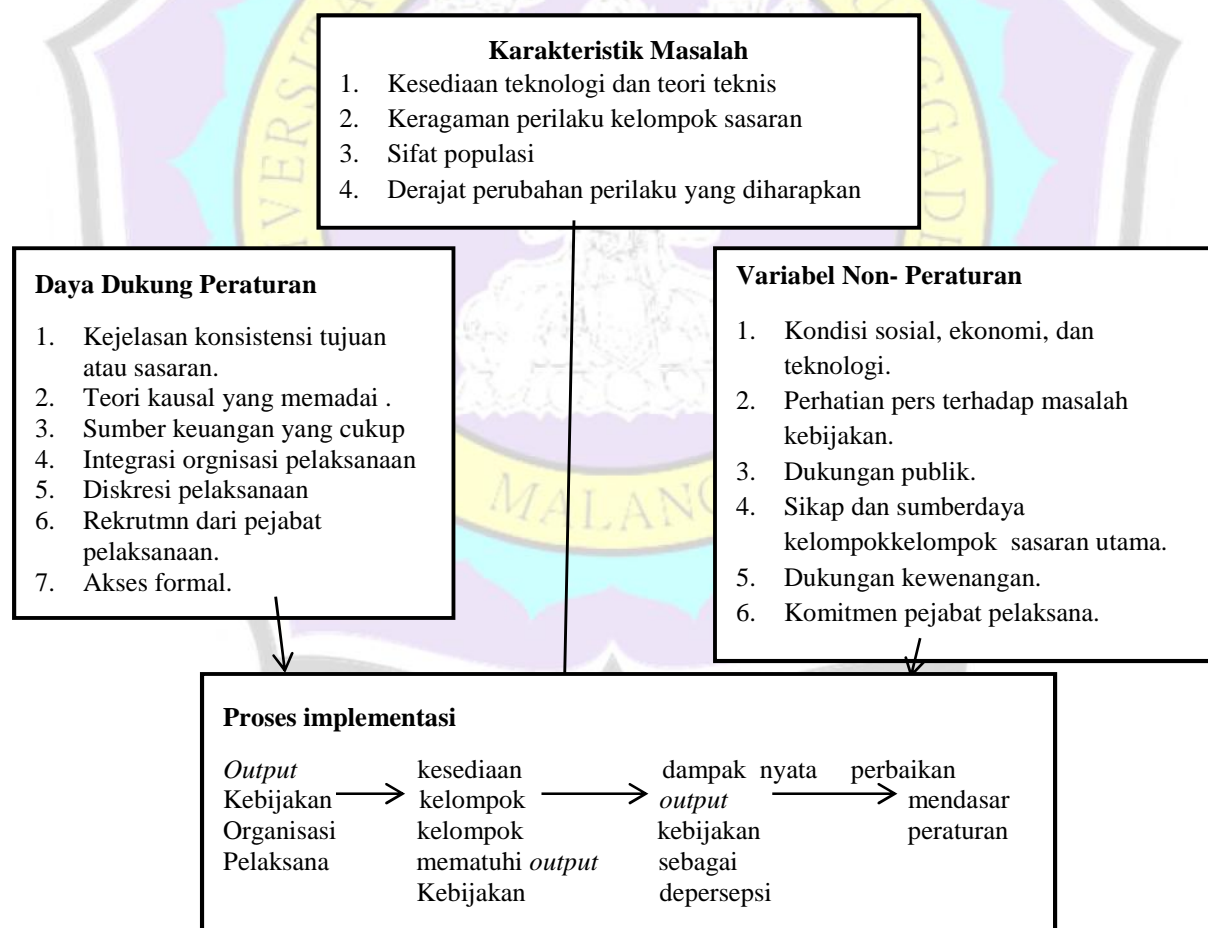 Karakteristik Masalah
1. Kesediaan teknologi dan teori teknis
2. Keragaman perilaku kelompok sasaran
3. Sifat populasi
4. Derajat perubahan perilaku yang diharapkan
Daya Dukung Peraturan
1. Kejelasan konsistensi tujuan
atau sasaran.
2. Teori kausal yang memadai .
3. Sumber keuangan yang cukup
4. Integrasi orgnisasi pelaksanaan
5. Diskresi pelaksanaan
6. Rekrutmn dari pejabat
pelaksanaan.
7. Akses formal.
Variabel Non- Peraturan
1. Kondisi sosial, ekonomi, dan
teknologi.
2. Perhatian pers terhadap masalah
kebijakan.
3. Dukungan publik.
4. Sikap dan sumberdaya
kelompokkelompok sasaran utama.
5. Dukungan kewenangan.
6. Komitmen pejabat pelaksana.
MALANG
Proses implementasi
Output
Kebijakan
Organisasi
Pelaksana
kesediaan
kelompok
kelompok
mematuhi output
Kebijakan
dampak nyata
output
kebijakan
sebagai
depersepsi
perbaikan
mendasar
peraturan